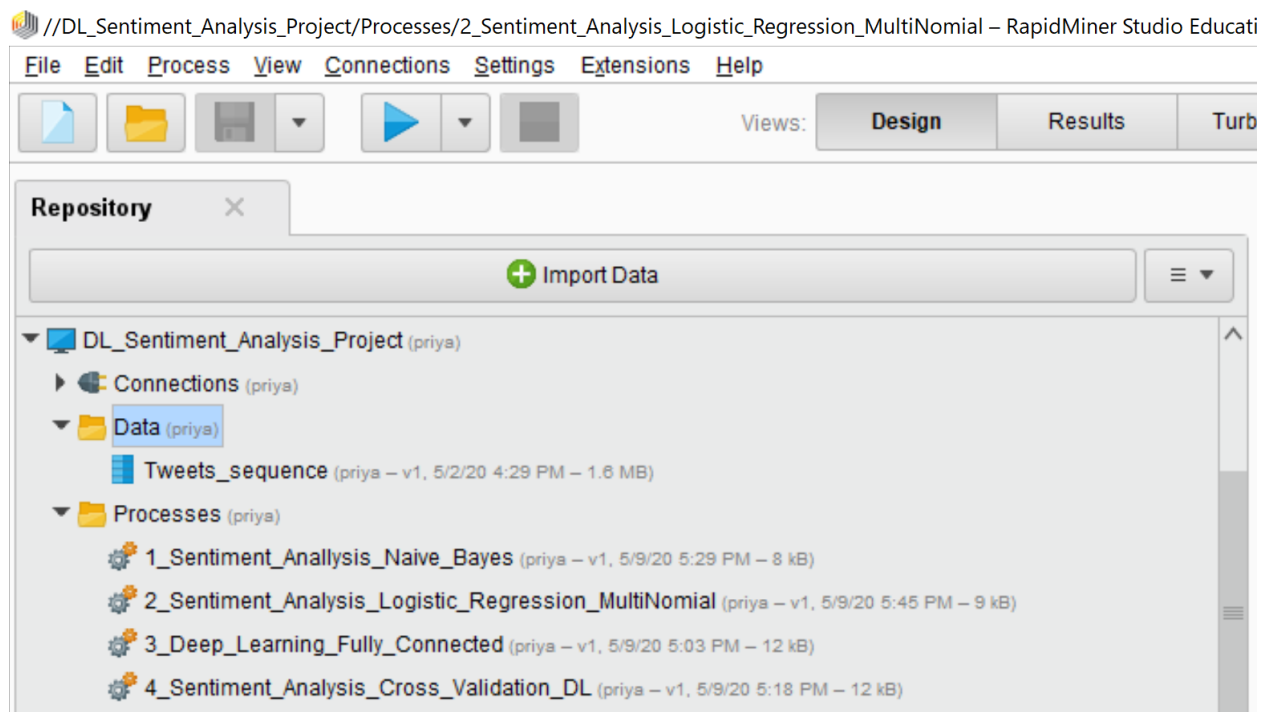 //DL_Sentiment_Analysis_Project/Processes/2_Sentiment_Analysis_Logistic_Regression_MultiNomial – RapidMiner Studio Educati
File Edit Process View Connections Settings Extensions Help
Views: Design Results Turb
Repository
Import Data
DL_Sentiment_Analysis_Project (priya)
Connections (priya)
Data (priya)
Tweets_sequence (priya – v1, 5/2/20 4:29 PM – 1.6 MB)
Processes (priya)
1_Sentiment_Anallysis_Naive_Bayes (priya – v1, 5/9/20 5:29 PM – 8 kB)
2_Sentiment_Analysis_Logistic_Regression_MultiNomial (priya – v1, 5/9/20 5:45 PM – 9 kB)
3_Deep_Learning_Fully_Connected (priya – v1, 5/9/20 5:03 PM – 12 kB)
4_Sentiment_Analysis_Cross_Validation_DL (priya – v1, 5/9/20 5:18 PM – 12 kB)